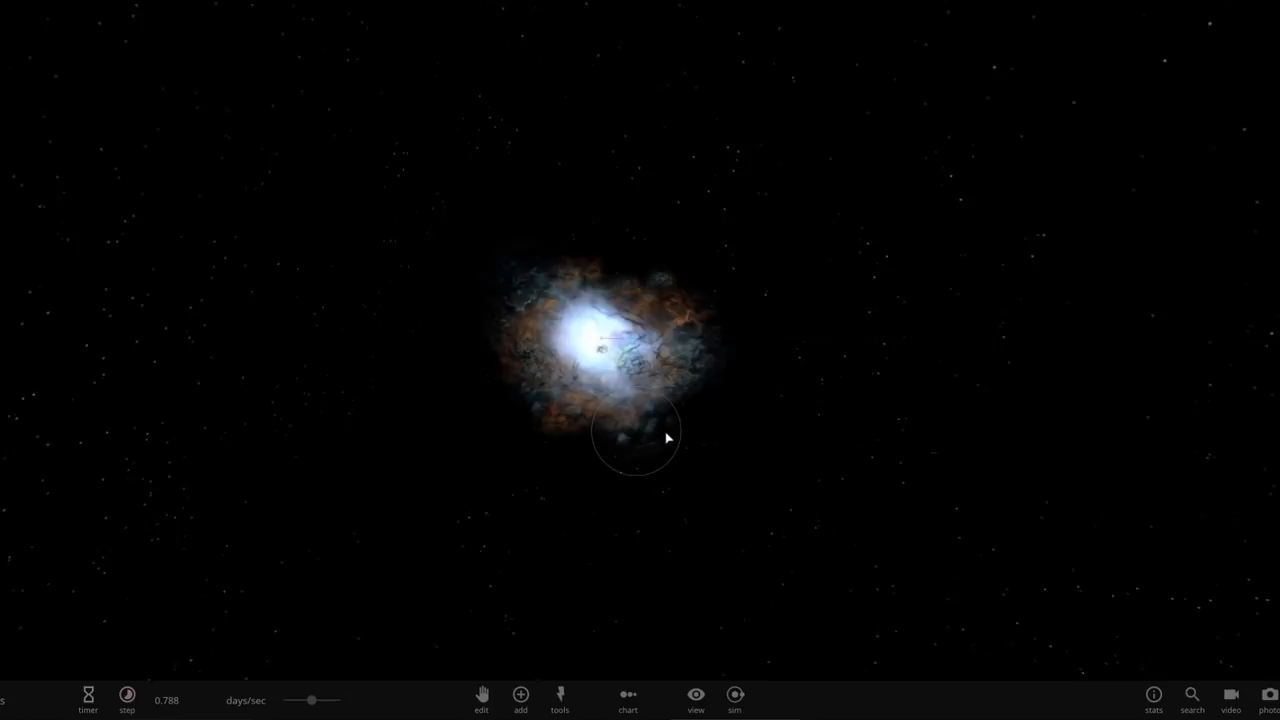 s
timer
step
0.788
days/sec
edit
add
tools
chart
view
sim
stats
search
video
photo